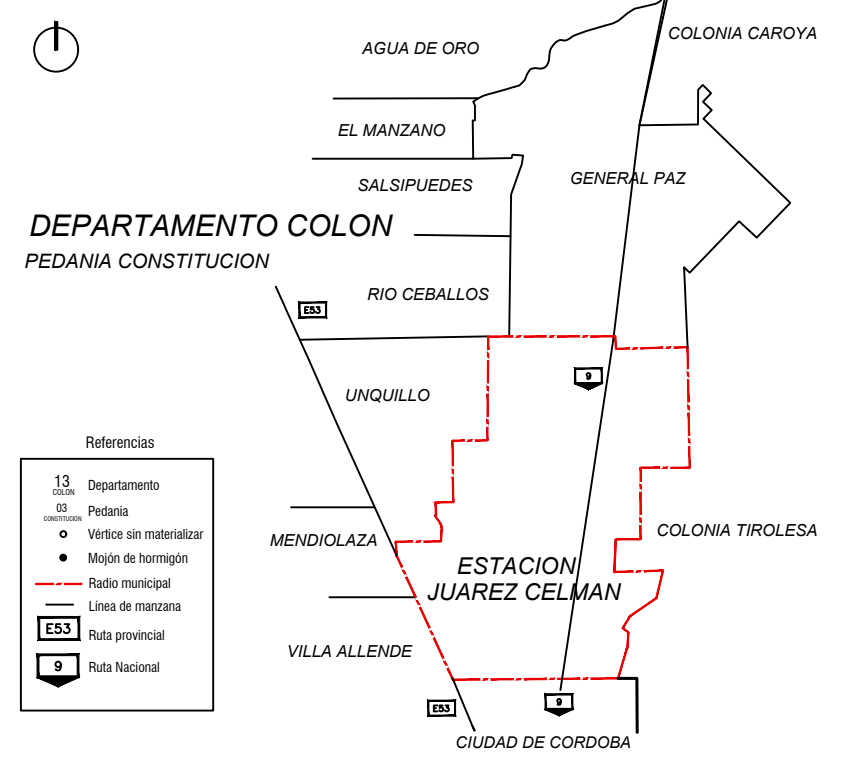 COLONIA CAROYA
AGUA DE ORO
EL MANZANO
SALSIPUEDES
GENERAL PAZ
DEPARTAMENTO COLON
PEDANIA CONSTITUCION
RIO CEBALLOS
E53
9
UNQUILLO
Referencias
13
COLON
Departamento
03
CONSTITUCION
Pedania
Vértice sin materializar
Mojón de hormigón
Radio municipal
Línea de manzana
E53
Ruta provincial
9
Ruta Nacional
MENDIOLAZA
COLONIA TIROLESA
ESTACION
JUAREZ CELMAN
VILLA ALLENDE
E53
9
CIUDAD DE CORDOBA